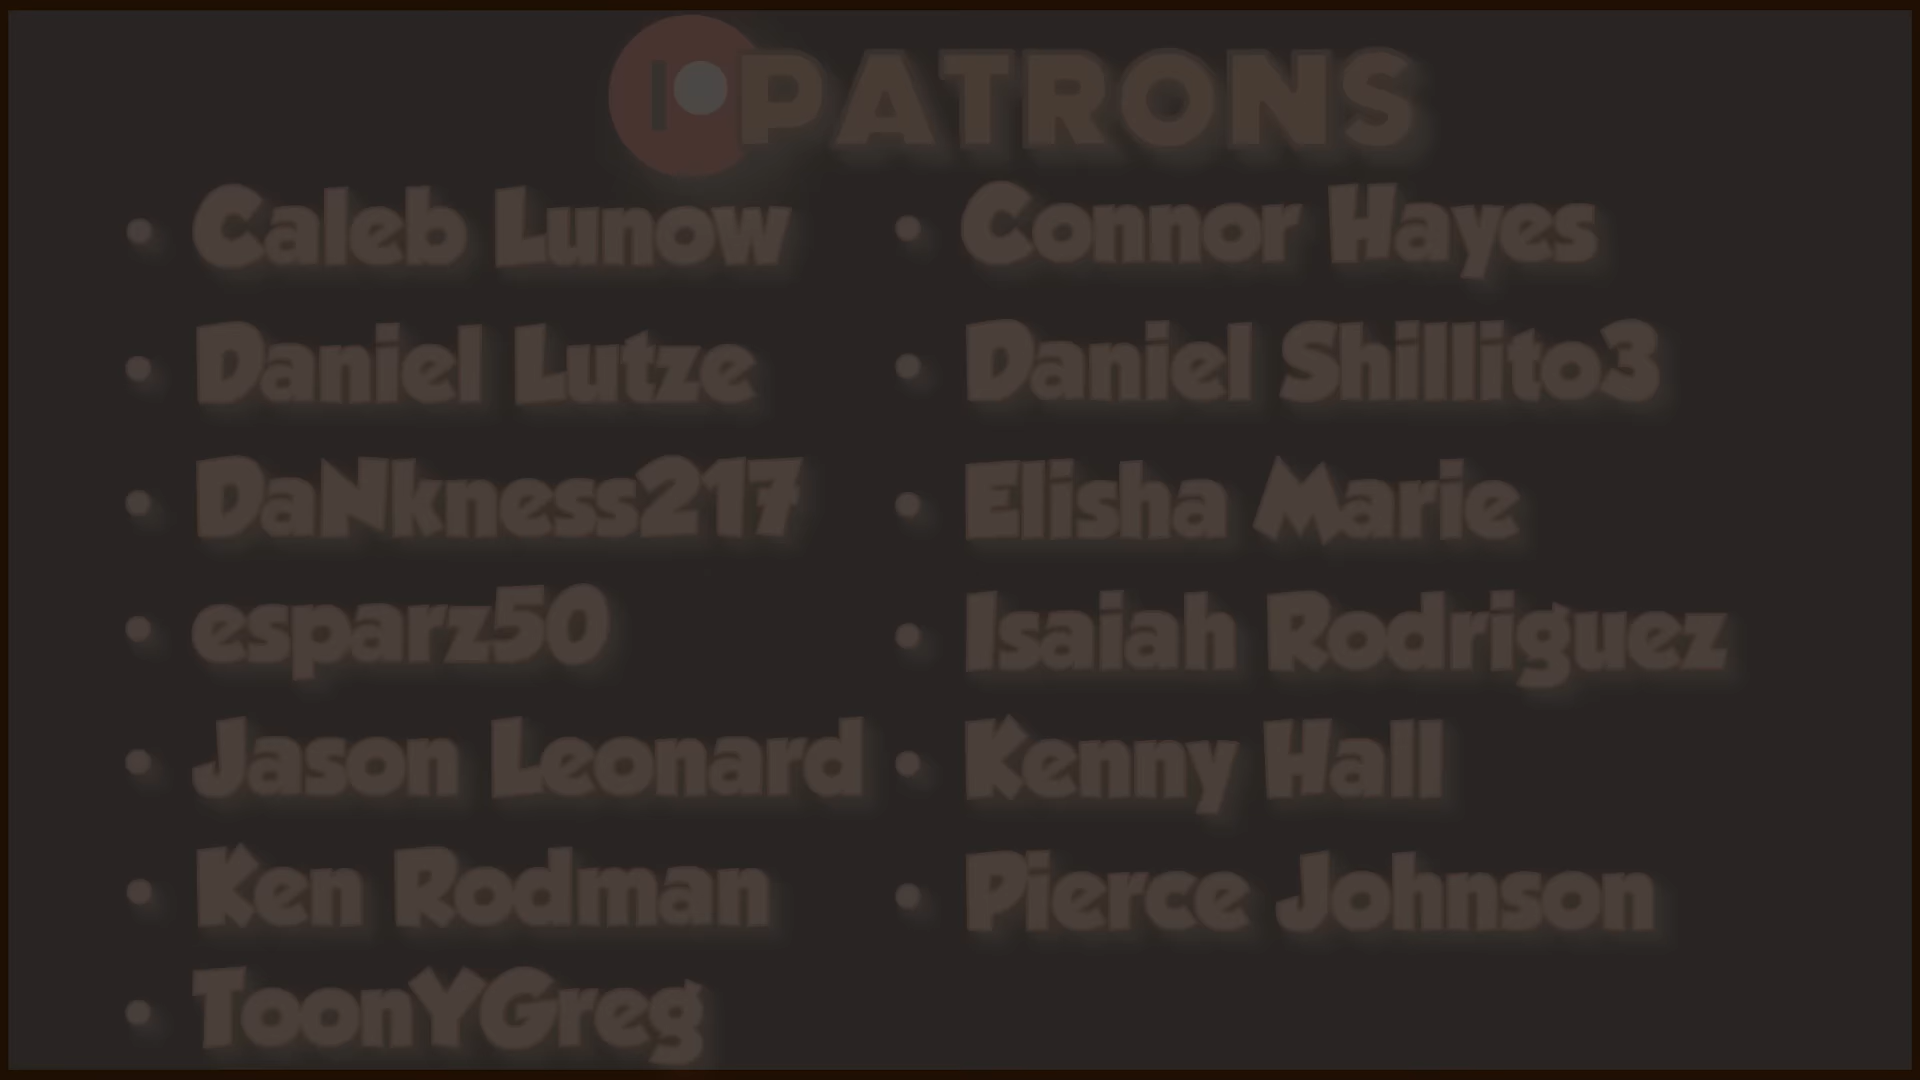 PATRONS
• Caleb Lunow
• Connor Hayes
• Daniel Lutze
• Daniel Shillito3
• DaNkness217
• Elisha Marie
• esparz50
• Isaiah Rodriguez
• Jason Leonard
• Kenny Hall
• Ken Rodman
• Pierce Johnson
• ToonYGreg